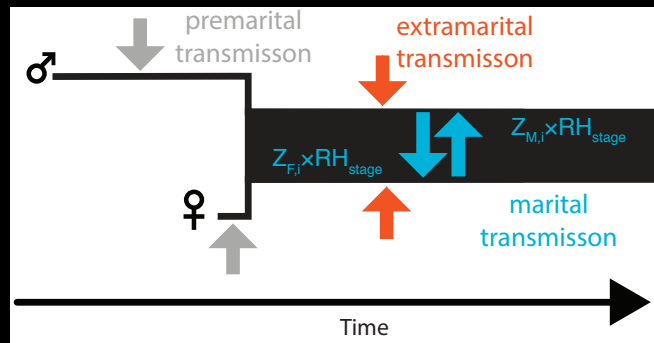 premarital
transmisson
extramarital
transmisson
♂
Z_F,i×RH_stage
Z_M,i×RH_stage
♀
marital
transmisson
Time